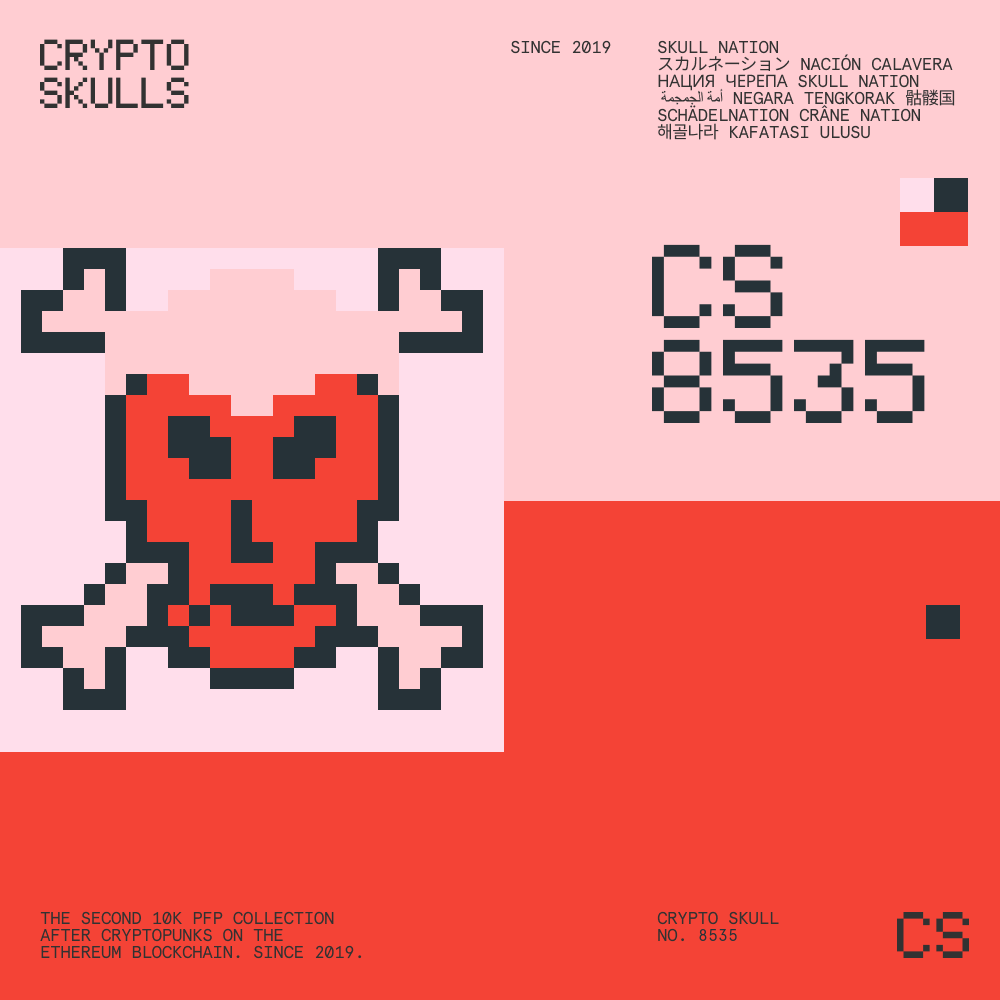 CRYPTO
SKULLS
SINCE 2019
SKULL NATION
スカルネーション NACIÓN CALAVERA
НАЦИЯ ЧЕРЕПА SKULL NATION
أمة الجمجمة NEGARA TENGKORAK 骷髅国
SCHÄDELNATION CRÂNE NATION
해골나라 KAFATASI ULUSU
CS
8535
THE SECOND 10K PFP COLLECTION
AFTER CRYPTOPUNKS ON THE
ETHEREUM BLOCKCHAIN. SINCE 2019.
CRYPTO SKULL
NO. 8535
CS